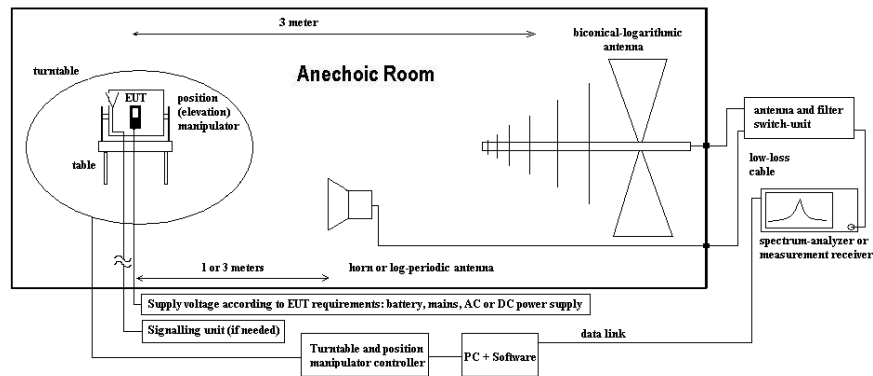 3 meter
biconical-logarithmic
antenna
turntable
Anechoic Room
EUT
position
(elevation)
manipulator
antenna and filter
switch-unit
table
low-loss
cable
spectrum-analyzer or
measurement receiver
1 or 3 meters
horn or log-periodic antenna
Supply voltage according to EUT requirements: battery, mains, AC or DC power supply
Signalling unit (if needed)
data link
Turntable and position
manipulator controller
PC + Software